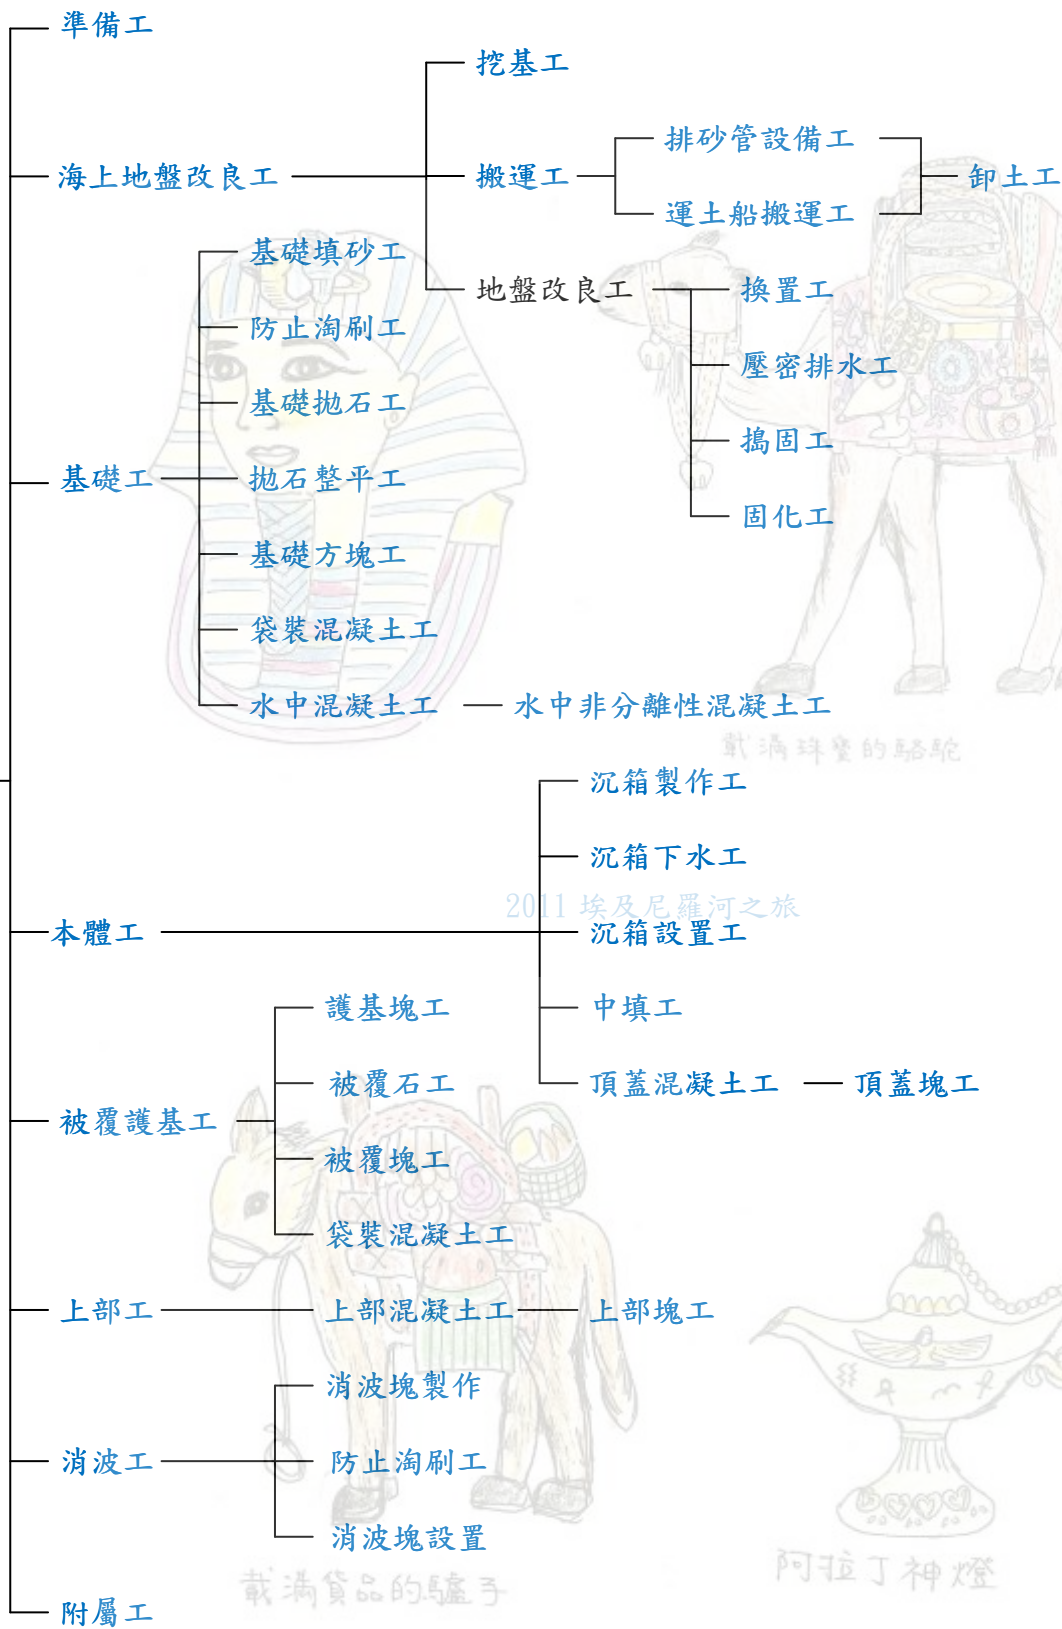 準備工
挖基工
排砂管設備工
海上地盤改良工
搬運工
卸土工
運土船搬運工
基礎填砂工
地盤改良工
換置工
防止淘刷工
壓密排水工
基礎拋石工
搗固工
基礎工
拋石整平工
固化工
基礎方塊工
袋裝混凝土工
水中混凝土工
水中非分離性混凝土工
載滿珠寶的駱駝
沉箱製作工
沉箱下水工
2011 埃及尼羅河之旅
本體工
沉箱設置工
護基塊工
中填工
被覆石工
頂蓋混凝土工
頂蓋塊工
被覆護基工
被覆塊工
袋裝混凝土工
上部工
上部混凝土工
上部塊工
消波塊製作
消波工
防止淘刷工
消波塊設置
阿拉丁神燈
載滿貨品的驢子
附屬工